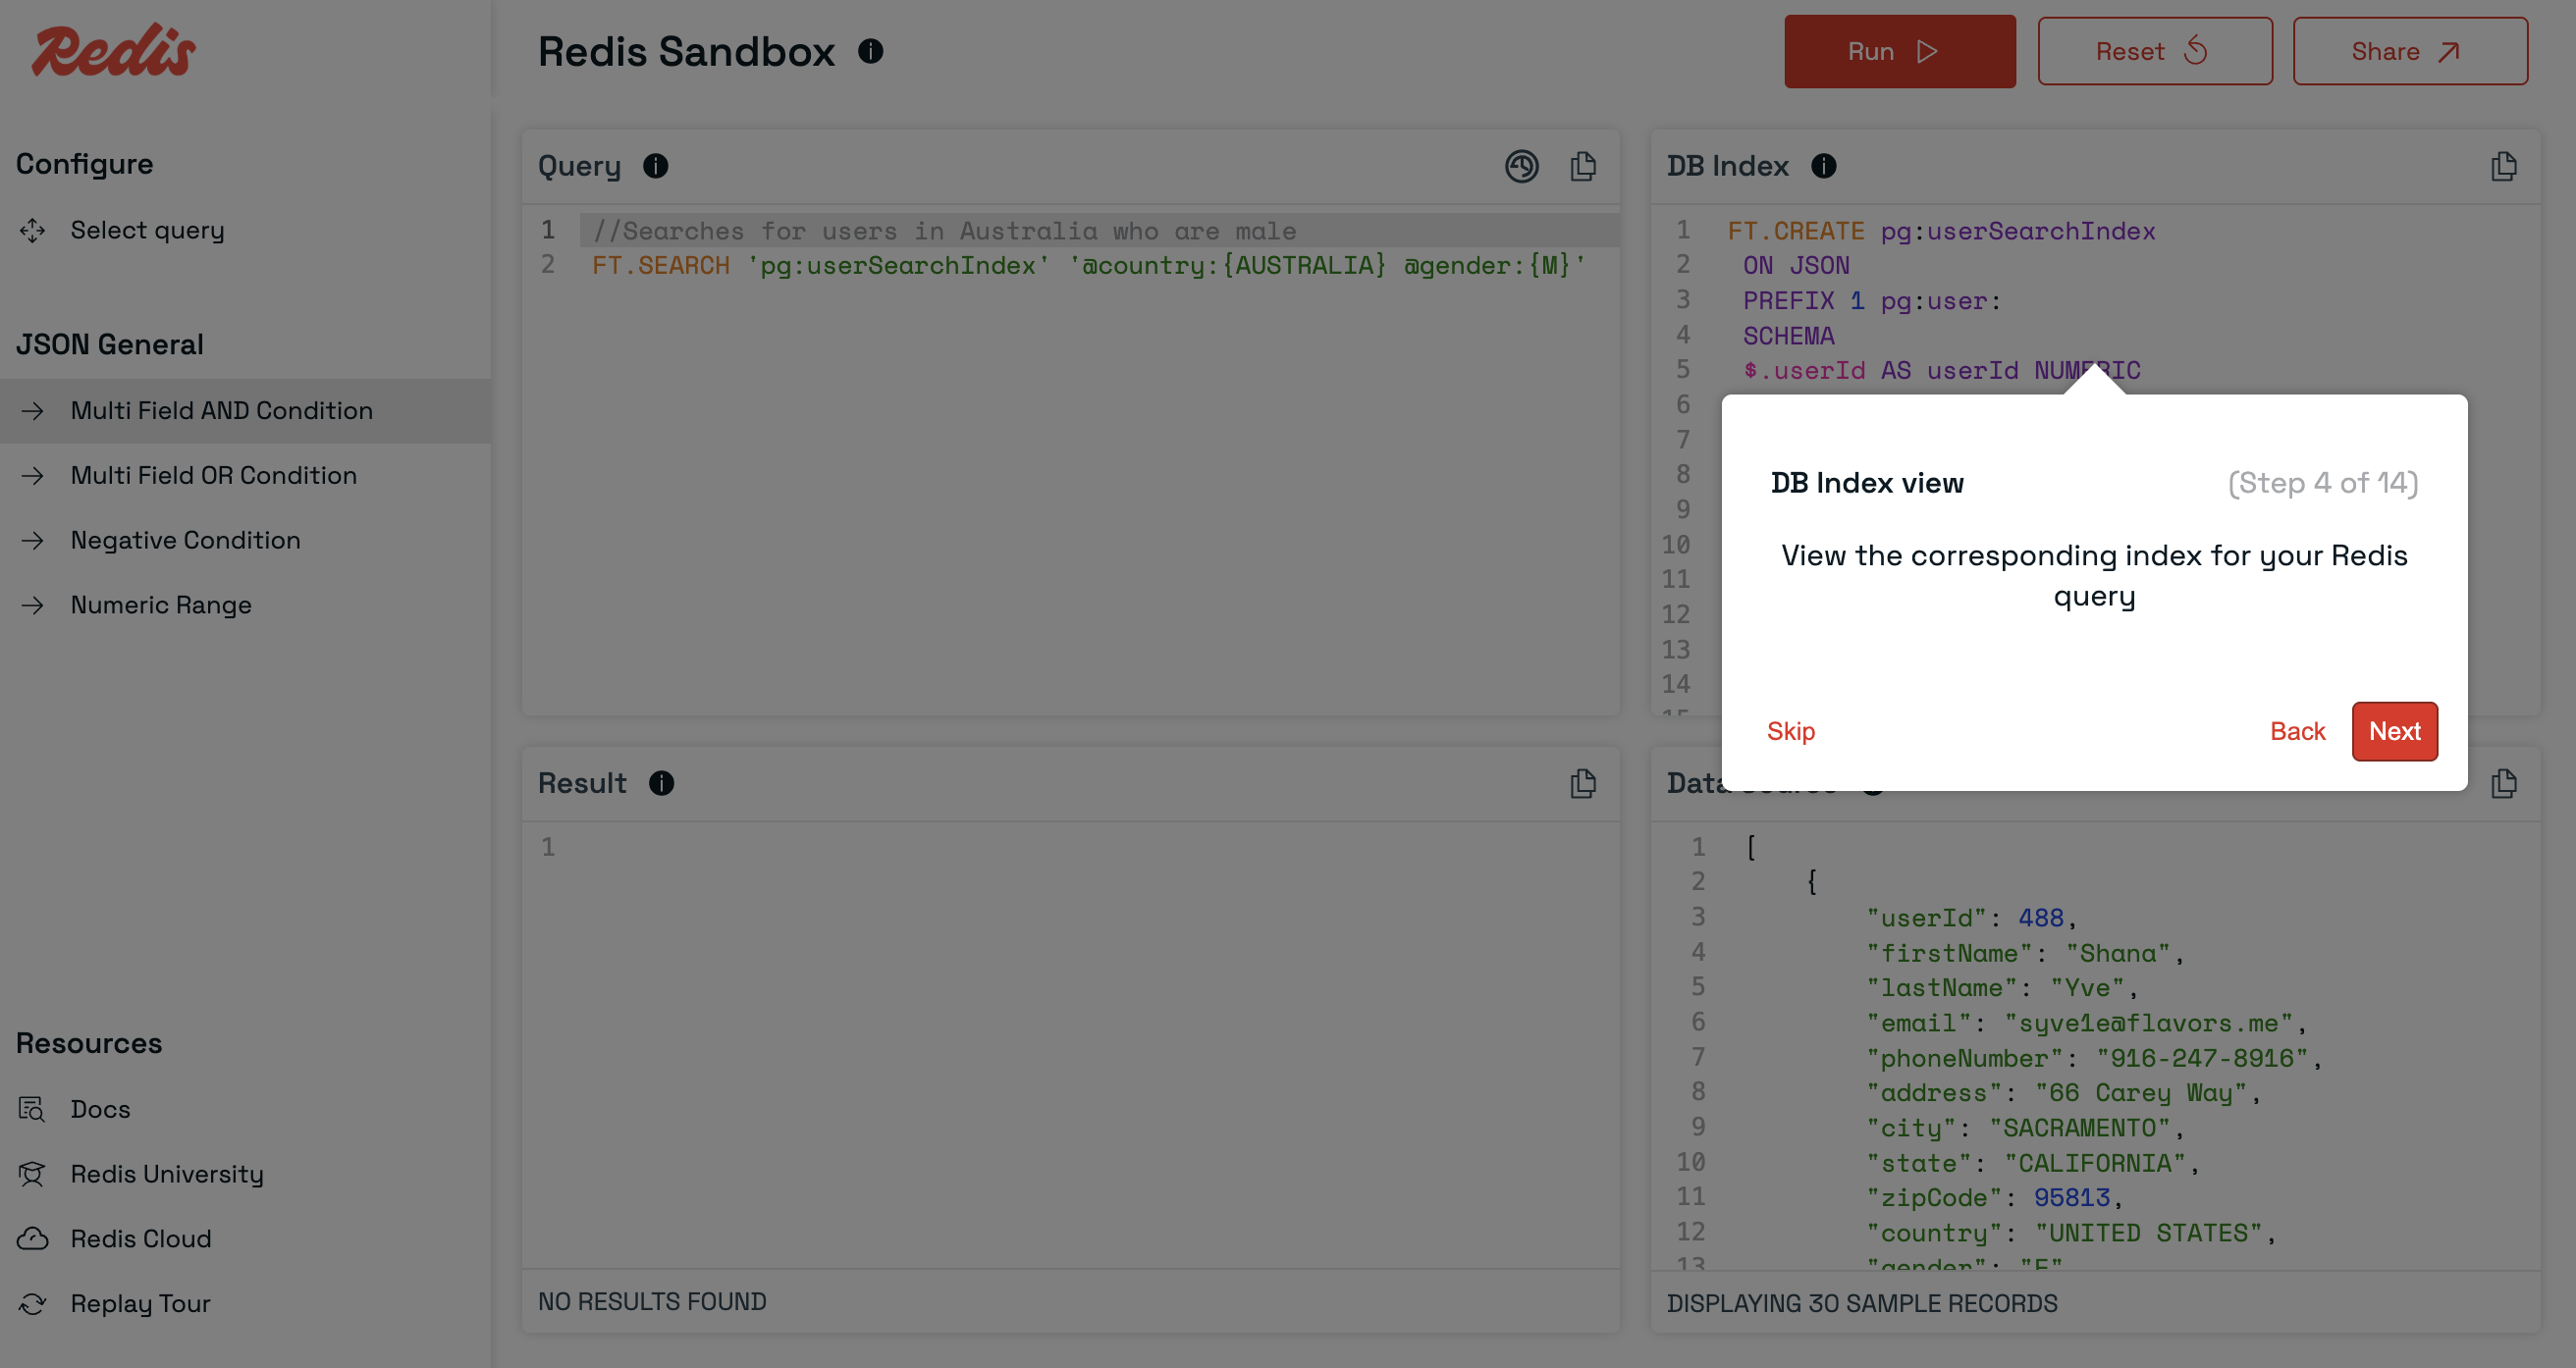 Redis
Configure
Select query
JSON General
Multi Field AND Condition
Multi Field OR Condition
Negative Condition
Numeric Range
Resources
Docs
Redis University
Redis Cloud
Replay Tour
Redis Sandbox
Run
Reset
Share
Query
1 //Searches for users in Australia who are male
2 FT.SEARCH 'pg:userSearchIndex' '@country:{AUSTRALIA} @gender:{M}'
DB Index
1 FT.CREATE pg:userSearchIndex
2 ON JSON
3 PREFIX 1 pg:user:
4 SCHEMA
5 $.userId AS userId NUMERIC
6
7
8
9
10
11
12
13
14
15
DB Index view (Step 4 of 14)
View the corresponding index for your Redis
query
Skip Back Next
Result
1
NO RESULTS FOUND
Data
1 [
2 {
3 "userId": 488,
4 "firstName": "Shana",
5 "lastName": "Yve",
6 "email": "syve1e@flavors.me",
7 "phoneNumber": "916-247-8916",
8 "address": "66 Carey Way",
9 "city": "SACRAMENTO",
10 "state": "CALIFORNIA",
11 "zipCode": 95813,
12 "country": "UNITED STATES",
13 "gender": "F"
DISPLAYING 30 SAMPLE RECORDS